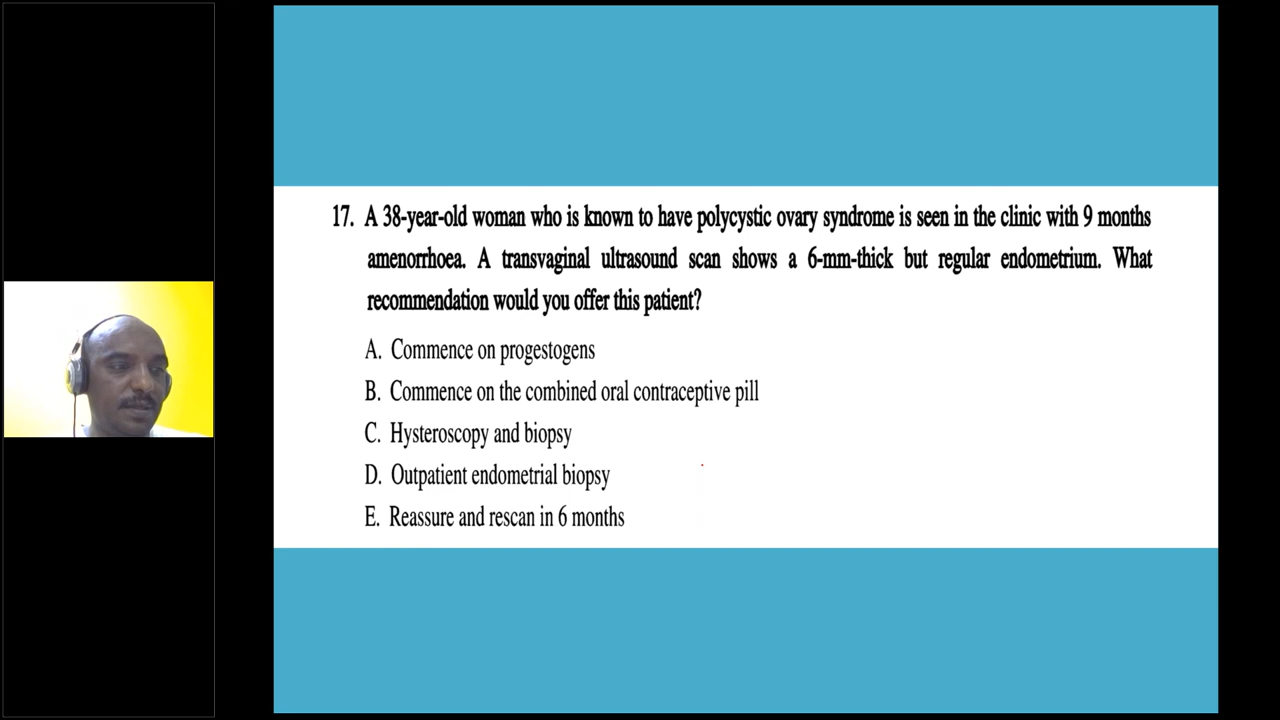 17. A 38-year-old woman who is known to have polycystic ovary syndrome is seen in the clinic with 9 months
amenorrhoea. A transvaginal ultrasound scan shows a 6-mm-thick but regular endometrium. What
recommendation would you offer this patient?
A. Commence on progestogens
B. Commence on the combined oral contraceptive pill
C. Hysteroscopy and biopsy
D. Outpatient endometrial biopsy
E. Reassure and rescan in 6 months